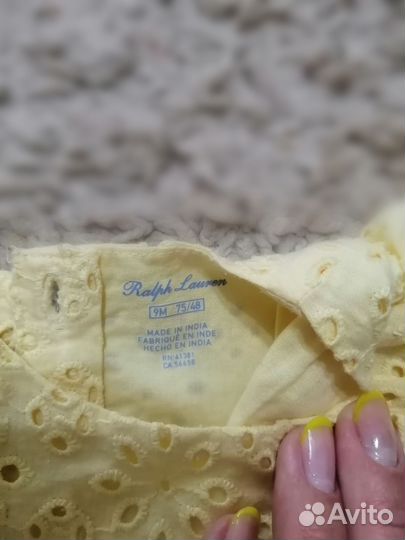 Ralph Lauren
9M 75/48
MADE IN INDIA
FABRIQUÉ EN INDE
HECHO EN INDIA
RN 41381
CA 56658
Avito